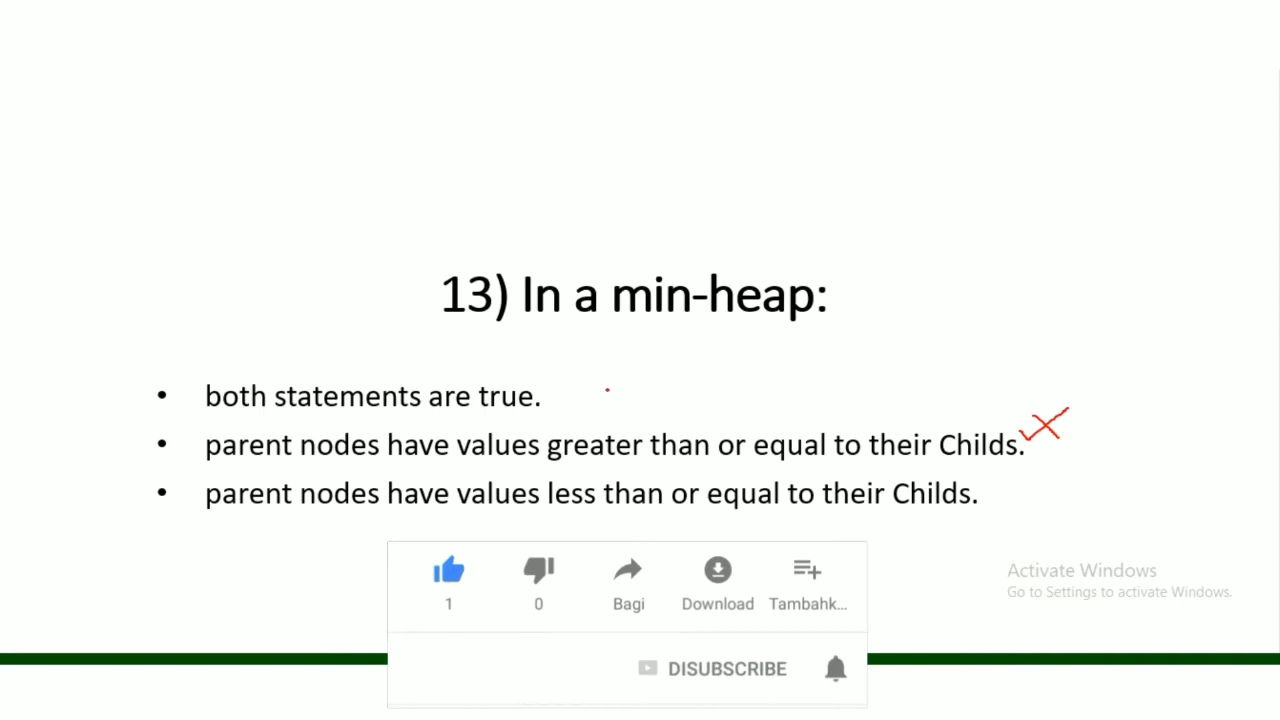 13) In a min-heap:
• both statements are true.
• parent nodes have values greater than or equal to their Childs.
• parent nodes have values less than or equal to their Childs.
Activate Windows
Go to Settings to activate Windows.
1 0 Bagi Download Tambahk...
DISUBSCRIBE